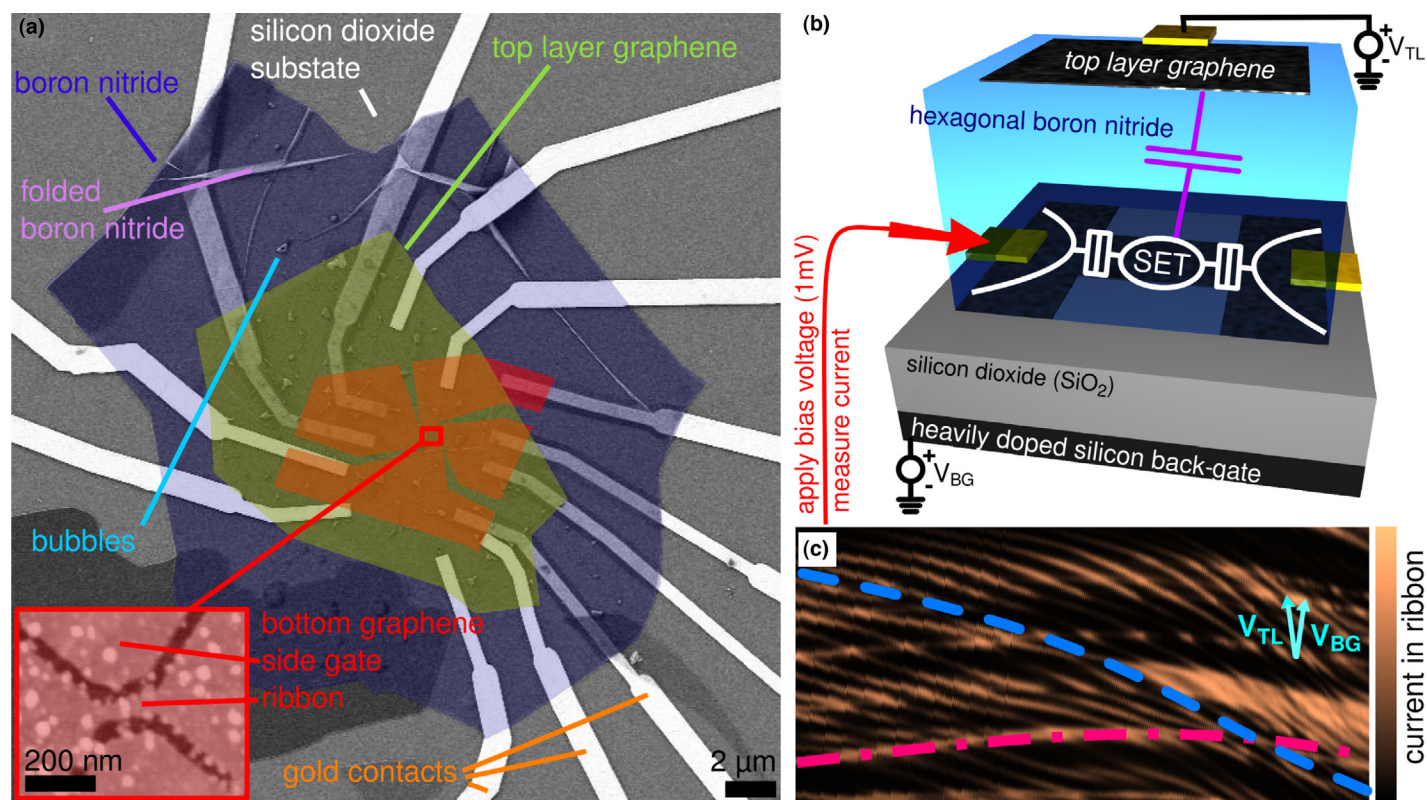 (a)
silicon dioxide
substate
top layer graphene
boron nitride
folded
boron nitride
bubbles
bottom graphene
side gate
ribbon
200 nm
gold contacts
2 µm
(b)
+
-
V_TL
top layer graphene
hexagonal boron nitride
SET
apply bias voltage (1mV)
measure current
silicon dioxide (SiO₂)
heavily doped silicon back-gate
+
-
V_BG
(c)
V_TL
V_BG
current in ribbon